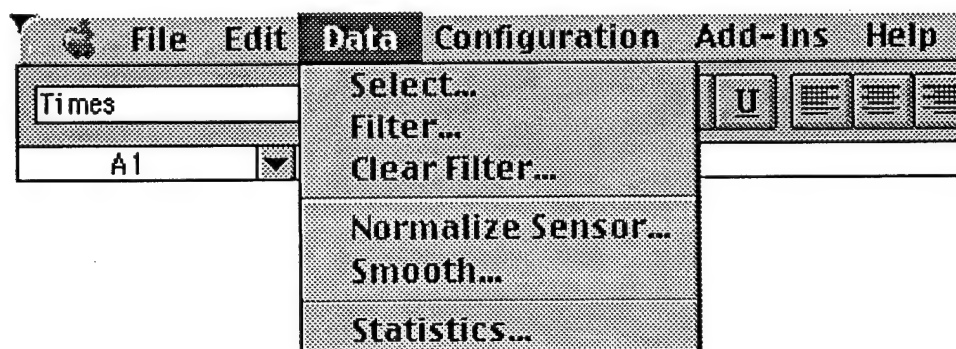 File Edit Data Configuration Add-Ins Help
Times
U
A1
Select...
Filter...
Clear Filter...
Normalize Sensor...
Smooth...
Statistics...